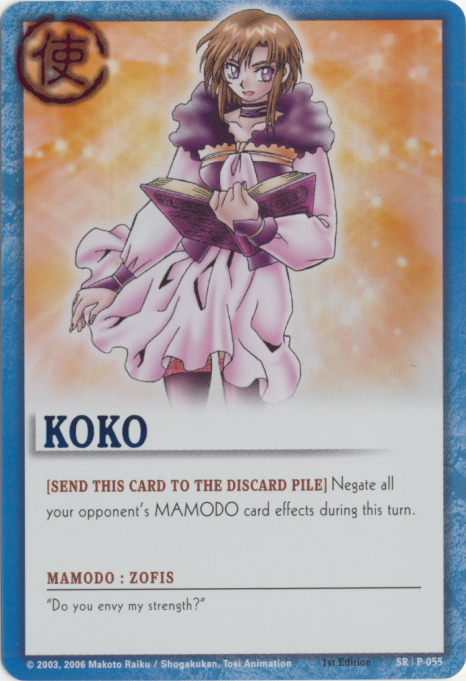 使
KOKO
[SEND THIS CARD TO THE DISCARD PILE] Negate all
your opponent's MAMODO card effects during this turn.
MAMODO : ZOFIS
"Do you envy my strength?"
© 2003, 2006 Makoto Raiku / Shogakukan, Toei Animation 1st Edition SR | P-055